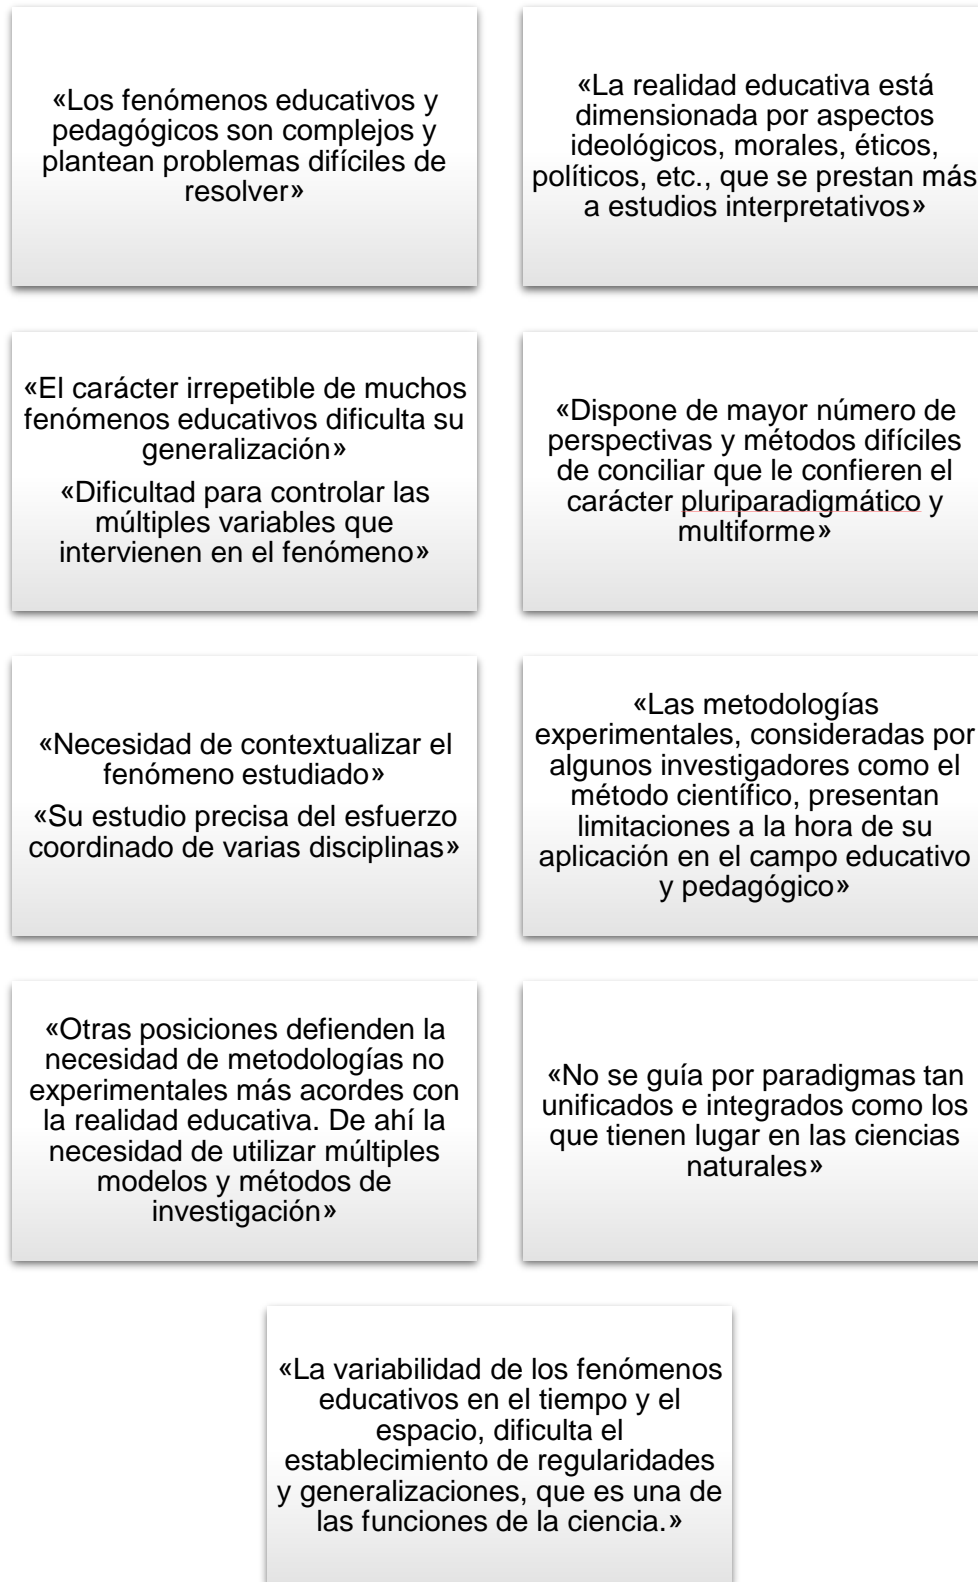 «Los fenómenos educativos y
pedagógicos son complejos y
plantean problemas difíciles de
resolver»
«La realidad educativa está
dimensionada por aspectos
ideológicos, morales, éticos,
políticos, etc., que se prestan más
a estudios interpretativos»
«El carácter irrepetible de muchos
fenómenos educativos dificulta su
generalización»
«Dificultad para controlar las
múltiples variables que
intervienen en el fenómeno»
«Dispone de mayor número de
perspectivas y métodos difíciles
de conciliar que le confieren el
carácter pluriparadigmático y
multiforme»
«Necesidad de contextualizar el
fenómeno estudiado»
«Su estudio precisa del esfuerzo
coordinado de varias disciplinas»
«Las metodologías
experimentales, consideradas por
algunos investigadores como el
método científico, presentan
limitaciones a la hora de su
aplicación en el campo educativo
y pedagógico»
«Otras posiciones defienden la
necesidad de metodologías no
experimentales más acordes con
la realidad educativa. De ahí la
necesidad de utilizar múltiples
modelos y métodos de
investigación»
«No se guía por paradigmas tan
unificados e integrados como los
que tienen lugar en las ciencias
naturales»
«La variabilidad de los fenómenos
educativos en el tiempo y el
espacio, dificulta el
establecimiento de regularidades
y generalizaciones, que es una de
las funciones de la ciencia.»